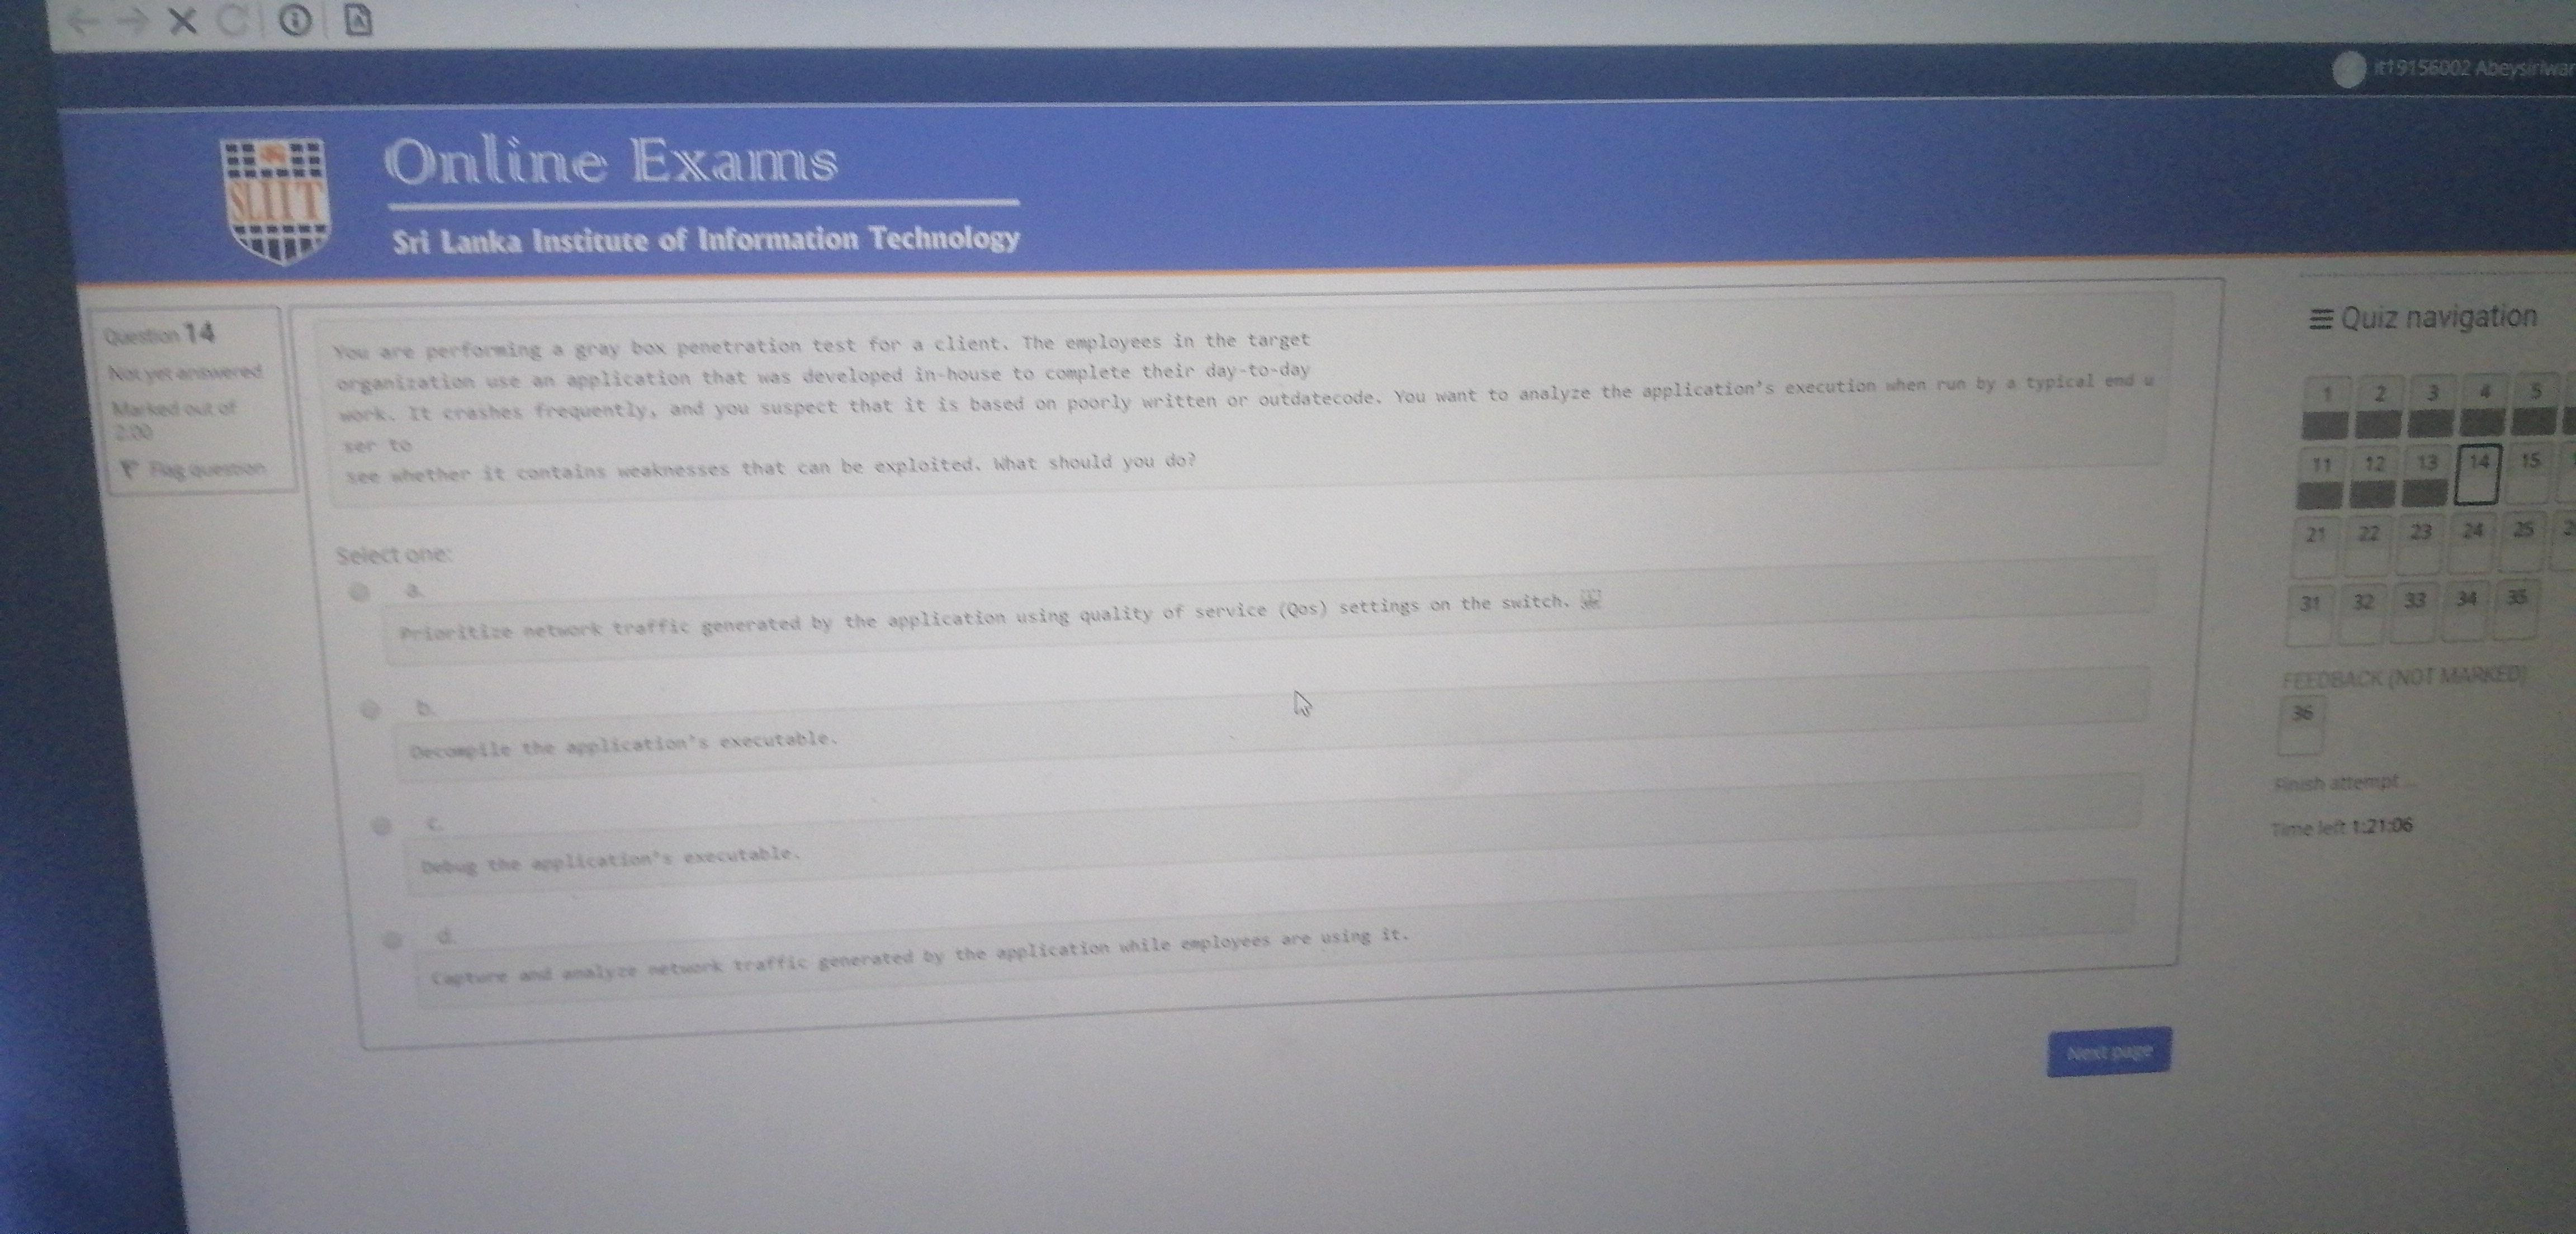 it19156002 Abeysiriwar
SLIIT
Online Exams
Sri Lanka Institute of Information Technology
Question 14
Not yet answered
Marked out of
2.00
Flag question
You are performing a gray box penetration test for a client. The employees in the target
organization use an application that was developed in-house to complete their day-to-day
work. It crashes frequently, and you suspect that it is based on poorly written or outdatecode. You want to analyze the application's execution when run by a typical end u
ser to
see whether it contains weaknesses that can be exploited. What should you do?
Select one:
a.
Prioritize network traffic generated by the application using quality of service (Qos) settings on the switch.
b.
Decompile the application's executable.
c.
Debug the application's executable.
d.
Capture and analyze network traffic generated by the application while employees are using it.
Next page
Quiz navigation
1 2 3 4 5
11 12 13 14 15
21 22 23 24 25
31 32 33 34 35
FEEDBACK (NOT MARKED)
36
Finish attempt ...
Time left 1:21:06